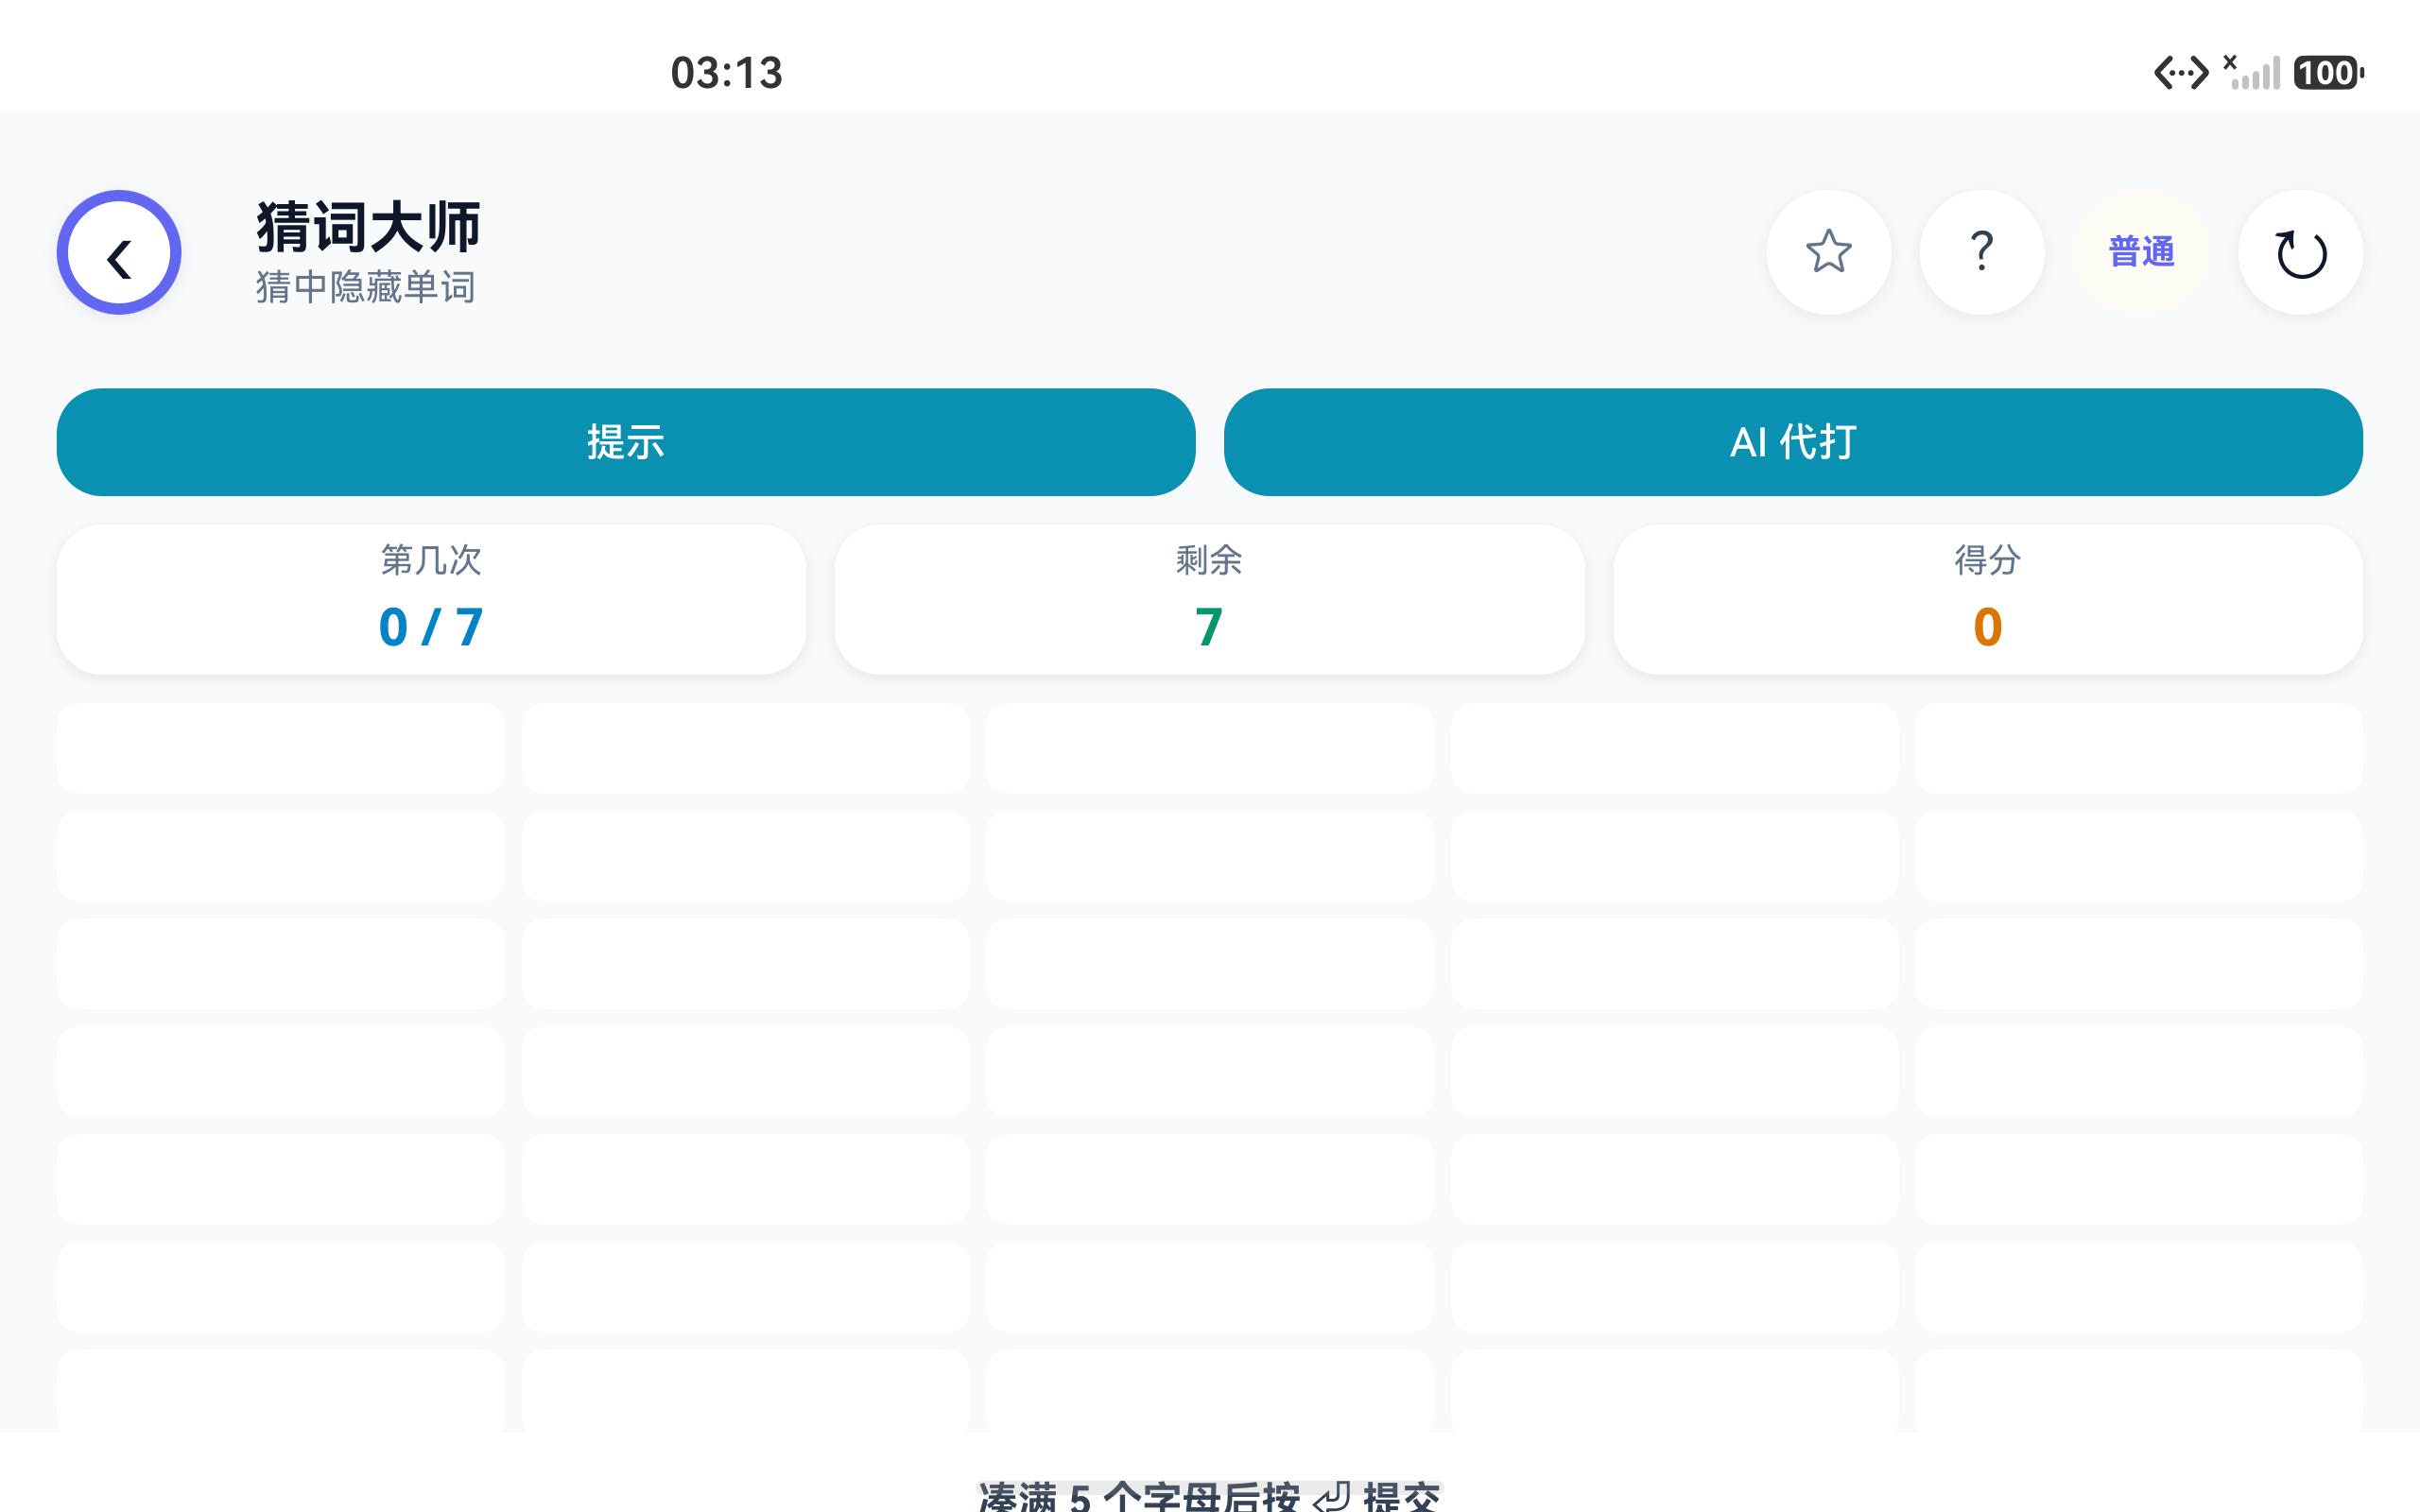 03:13
100
猜词大师
猜中隐藏单词
?
普通
提示
AI 代打
第几次
0 / 7
剩余
7
得分
0
凑满 5 个字母后按 ⏎ 提交